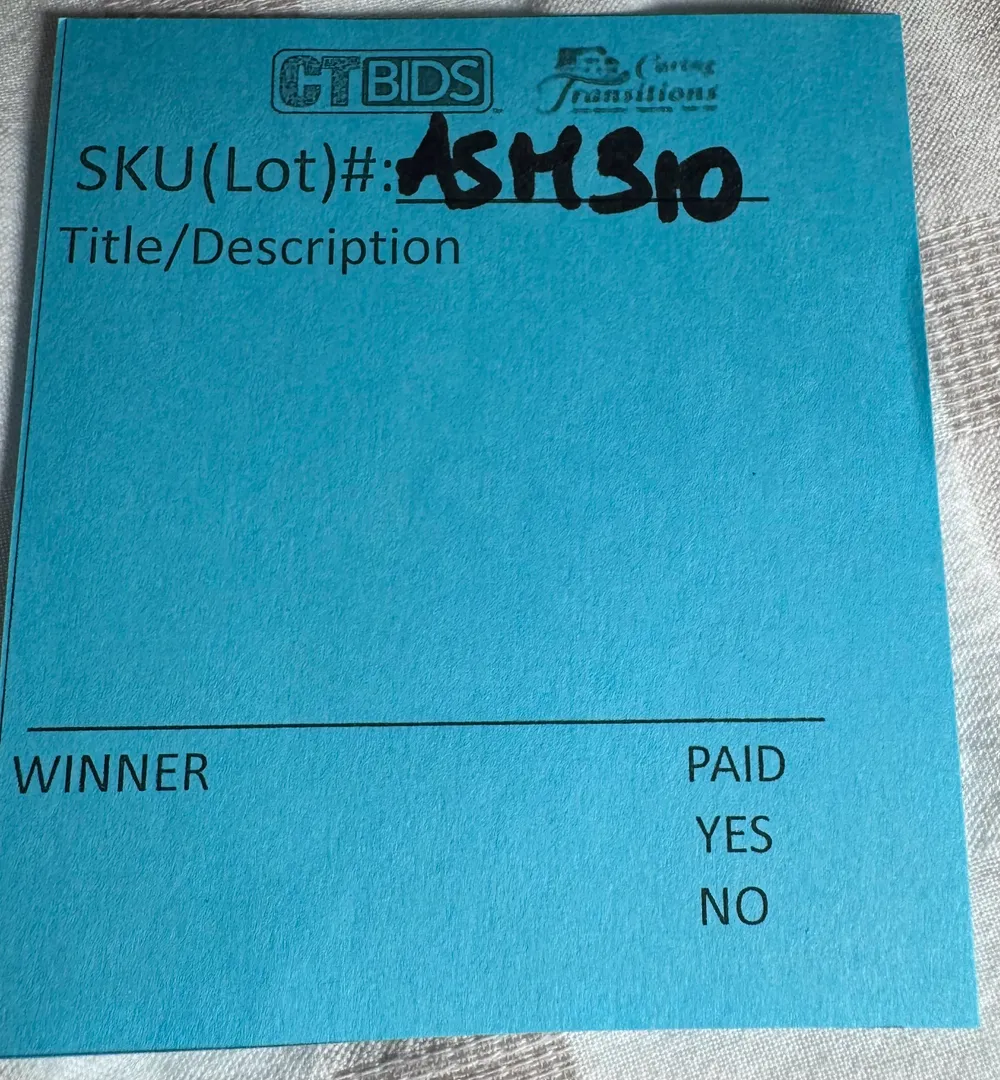 CTBIDS Caring Transitions
SKU(Lot)#: ASM310
Title/Description
WINNER PAID
YES
NO